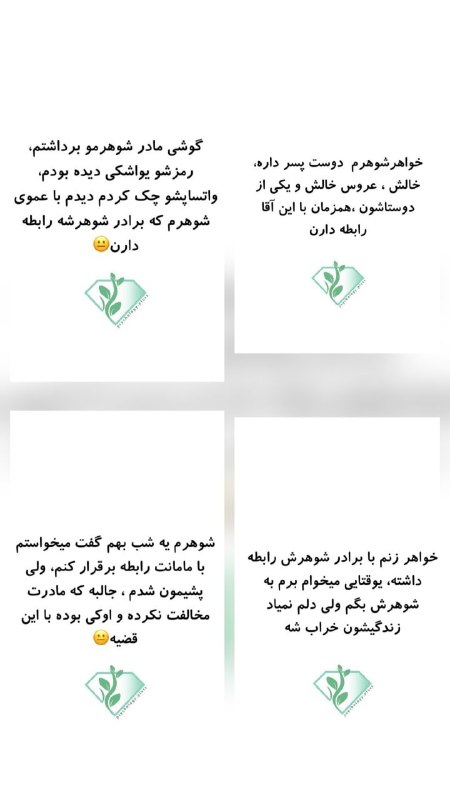 گوشی مادر شوهرمو برداشتم،
رمزشو یواشکی دیده بودم،
واتساپشو چک کردم دیدم با عموی
شوهرم که برادر شوهرشه رابطه
دارن😐
خواهرشوهرم دوست پسر داره،
خالش ، عروس خالش و یکی از
دوستاشون ،همزمان با این آقا
رابطه دارن
شوهرم یه شب بهم گفت میخواستم
با مامانت رابطه برقرار کنم، ولی
پشیمون شدم ، جالبه که مادرت
مخالفت نکرده و اوکی بوده با این
قضیه😐
خواهر زنم با برادر شوهرش رابطه
داشته، یوقتایی میخوام برم به
شوهرش بگم ولی دلم نمیاد
زندگیشون خراب شه